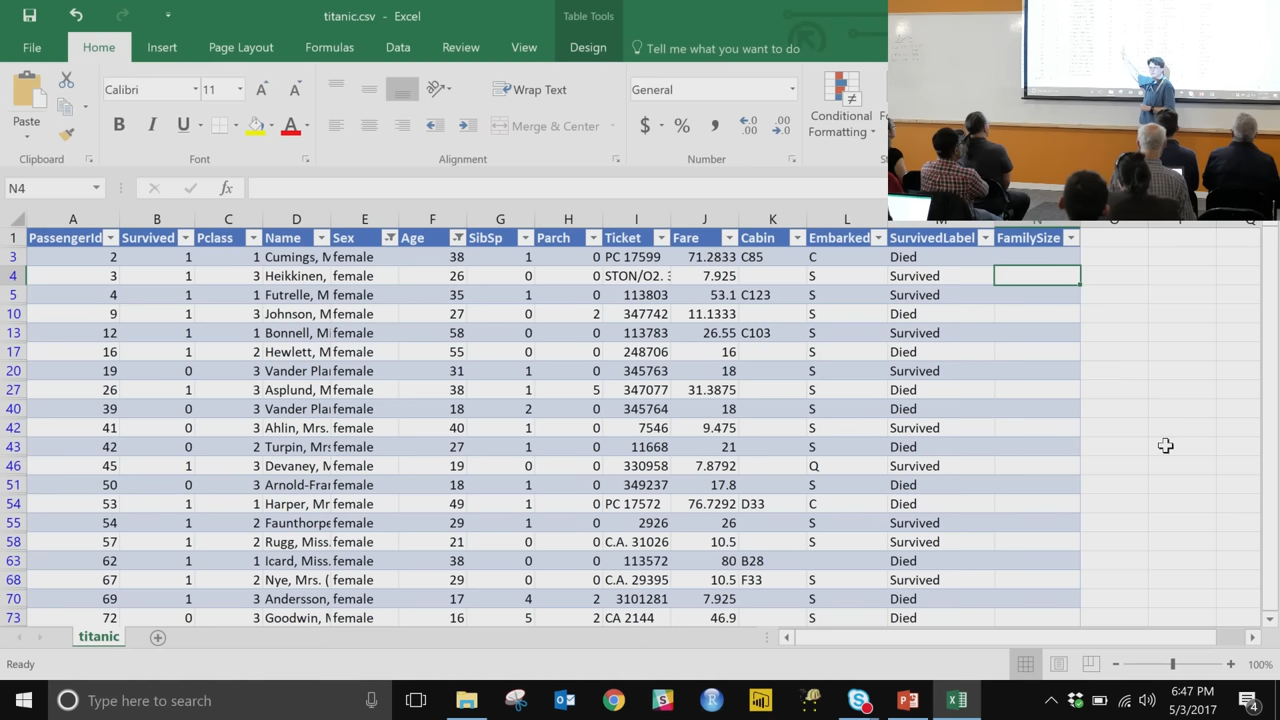 titanic.csv - Excel
Table Tools
File Home Insert Page Layout Formulas Data Review View Design Tell me what you want to do
Calibri 11 Wrap Text General
Paste B I U A Merge & Center $ % , Conditional Formatting
Clipboard Font Alignment Number
N4 fx
A B C D E F G H I J K L
1 PassengerId Survived Pclass Name Sex Age SibSp Parch Ticket Fare Cabin Embarked SurvivedLabel FamilySize
3 2 1 1 Cumings, M female 38 1 0 PC 17599 71.2833 C85 C Died
4 3 1 3 Heikkinen, female 26 0 0 STON/O2. 3 7.925 S Survived
5 4 1 1 Futrelle, M female 35 1 0 113803 53.1 C123 S Survived
10 9 1 3 Johnson, M female 27 0 2 347742 11.1333 S Died
13 12 1 1 Bonnell, M female 58 0 0 113783 26.55 C103 S Survived
17 16 1 2 Hewlett, M female 55 0 0 248706 16 S Died
20 19 0 3 Vander Pla female 31 1 0 345763 18 S Survived
27 26 1 3 Asplund, M female 38 1 5 347077 31.3875 S Died
40 39 0 3 Vander Pla female 18 2 0 345764 18 S Died
42 41 0 3 Ahlin, Mrs. female 40 1 0 7546 9.475 S Survived
43 42 0 2 Turpin, Mrs female 27 1 0 11668 21 S Died
46 45 1 3 Devaney, M female 19 0 0 330958 7.8792 Q Survived
51 50 0 3 Arnold-Fran female 18 1 0 349237 17.8 S Died
54 53 1 1 Harper, Mr female 49 1 0 PC 17572 76.7292 D33 C Died
55 54 1 2 Faunthorpe female 29 1 0 2926 26 S Survived
58 57 1 2 Rugg, Miss. female 21 0 0 C.A. 31026 10.5 S Survived
63 62 1 1 Icard, Miss. female 38 0 0 113572 80 B28 Died
68 67 1 2 Nye, Mrs. ( female 29 0 0 C.A. 29395 10.5 F33 S Survived
70 69 1 3 Andersson, female 17 4 2 3101281 7.925 S Died
73 72 0 3 Goodwin, M female 16 5 2 CA 2144 46.9 S Died
titanic
Ready 100%
Type here to search 6:47 PM
5/3/2017 4